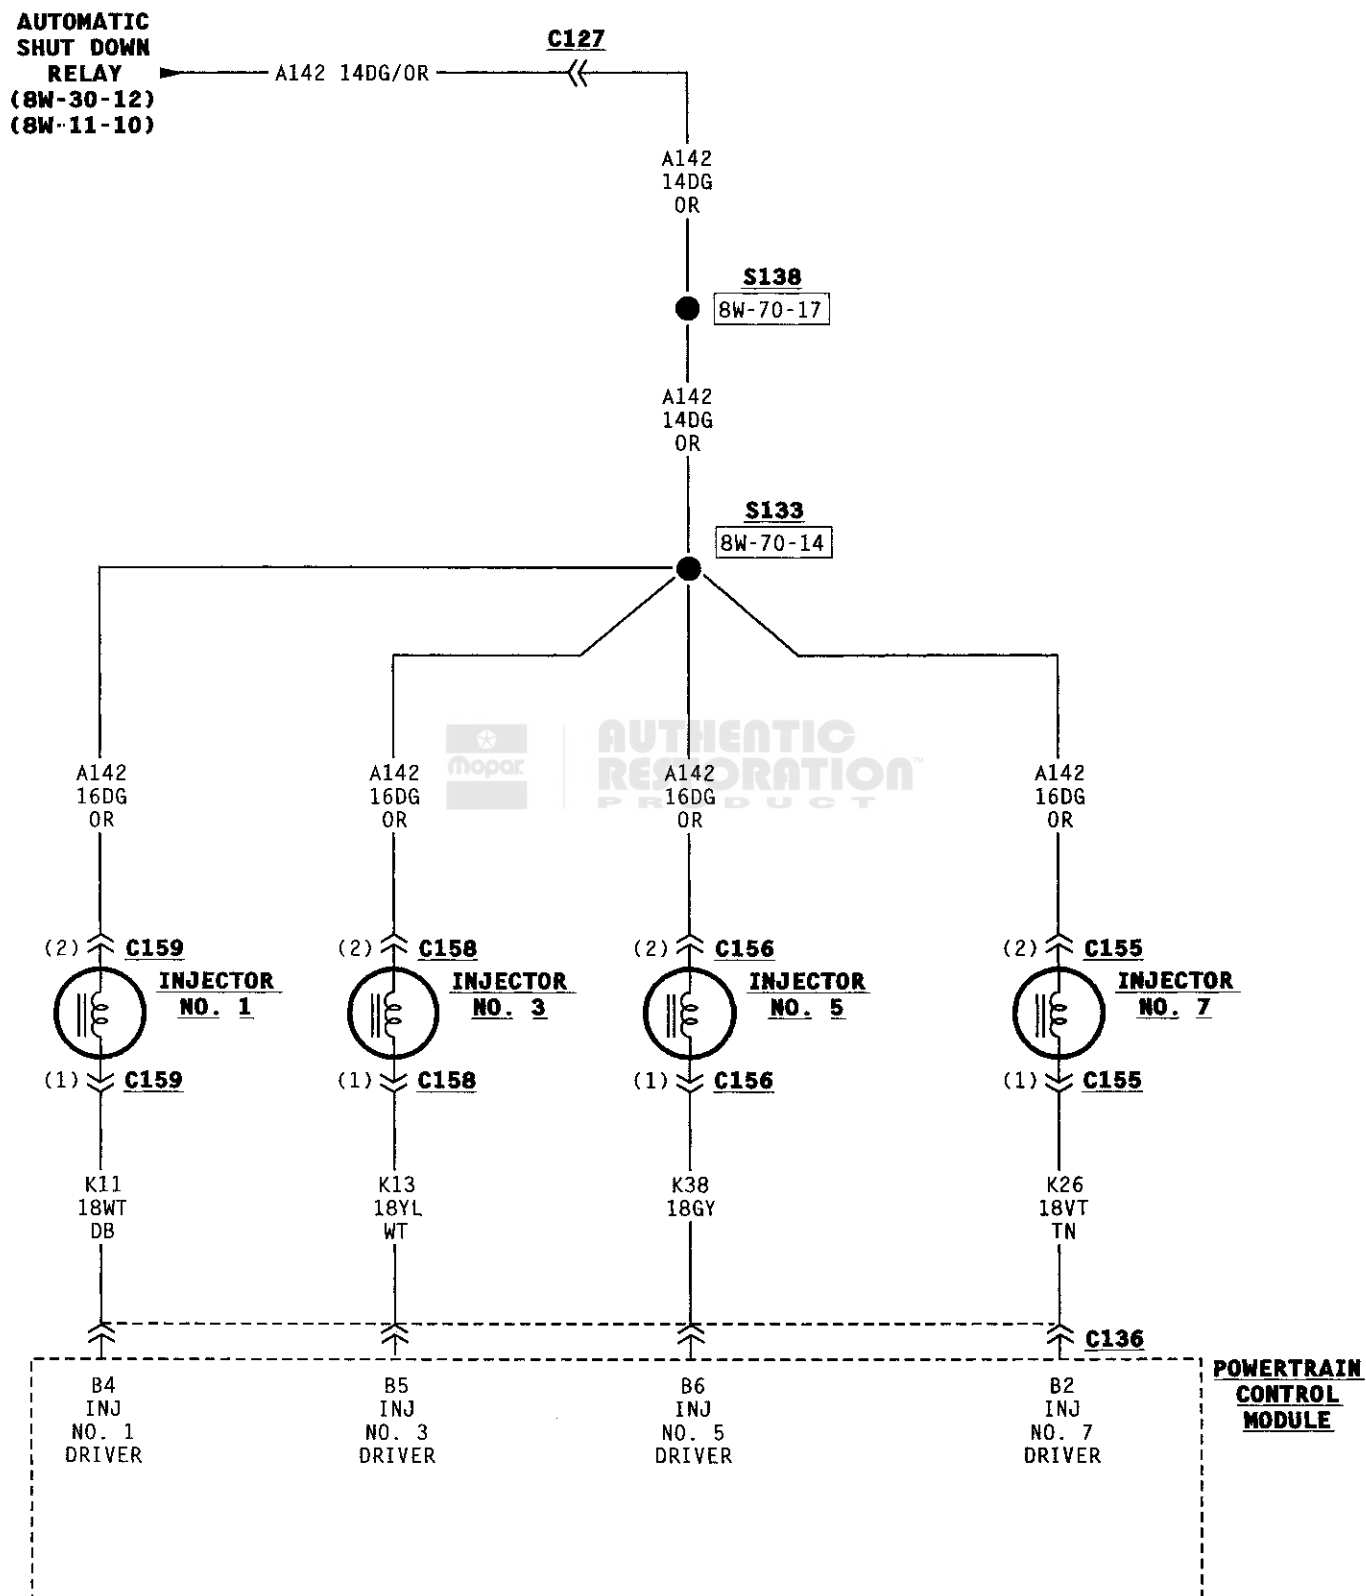 AUTOMATIC
SHUT DOWN
RELAY
(8W-30-12)
(8W-11-10)
A142 14DG/OR
C127
A142
14DG
OR
S138
8W-70-17
A142
14DG
OR
S133
8W-70-14
Mopar
AUTHENTIC
RESTORATION™
PRODUCT
A142
16DG
OR
A142
16DG
OR
A142
16DG
OR
A142
16DG
OR
(2) C159
(2) C158
(2) C156
(2) C155
INJECTOR
NO. 1
INJECTOR
NO. 3
INJECTOR
NO. 5
INJECTOR
NO. 7
(1) C159
(1) C158
(1) C156
(1) C155
K11
18WT
DB
K13
18YL
WT
K38
18GY
K26
18VT
TN
C136
POWERTRAIN
CONTROL
MODULE
B4
INJ
NO. 1
DRIVER
B5
INJ
NO. 3
DRIVER
B6
INJ
NO. 5
DRIVER
B2
INJ
NO. 7
DRIVER